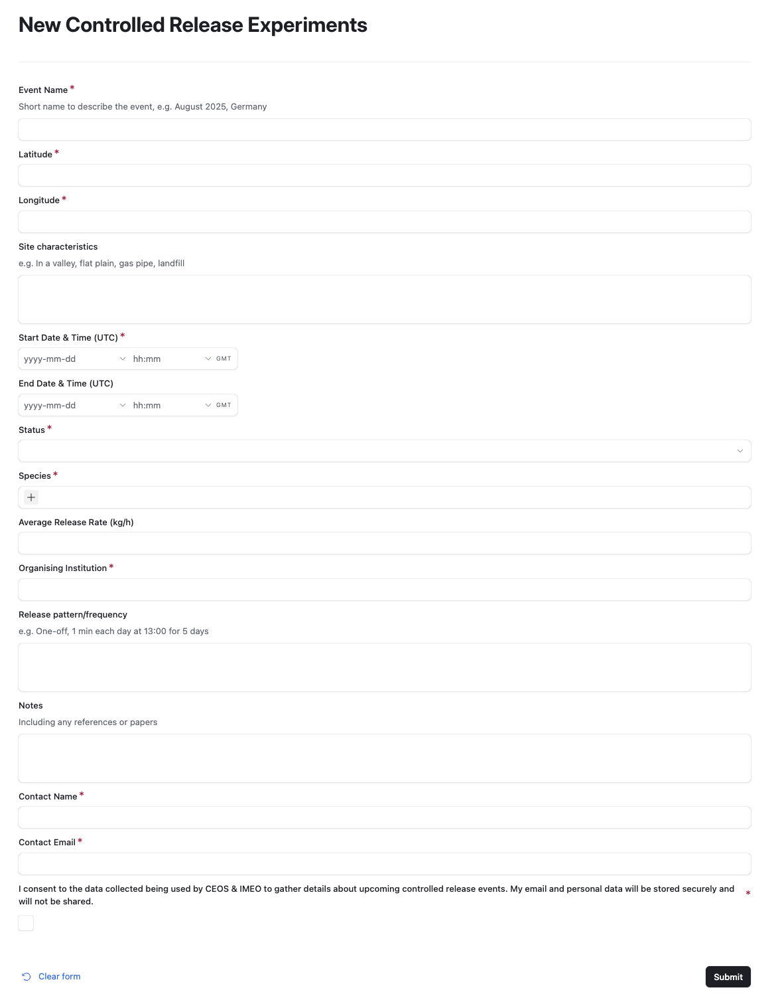 New Controlled Release Experiments
Event Name *
Short name to describe the event, e.g. August 2025, Germany
Latitude *
Longitude *
Site characteristics
e.g. In a valley, flat plain, gas pipe, landfill
Start Date & Time (UTC) *
yyyy-mm-dd hh:mm GMT
End Date & Time (UTC)
yyyy-mm-dd hh:mm GMT
Status *
Species *
Average Release Rate (kg/h)
Organising Institution *
Release pattern/frequency
e.g. One-off, 1 min each day at 13:00 for 5 days
Notes
Including any references or papers
Contact Name *
Contact Email *
I consent to the data collected being used by CEOS & IMEO to gather details about upcoming controlled release events. My email and personal data will be stored securely and
will not be shared. *
Clear form
Submit